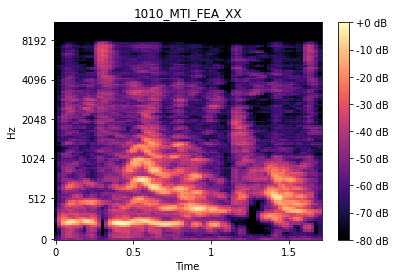 1010_MTI_FEA_XX
+0 dB
8192
-10 dB
4096
-20 dB
-30 dB
2048
Hz
-40 dB
1024
-50 dB
512
-60 dB
-70 dB
0
-80 dB
0
0.5
1
1.5
Time